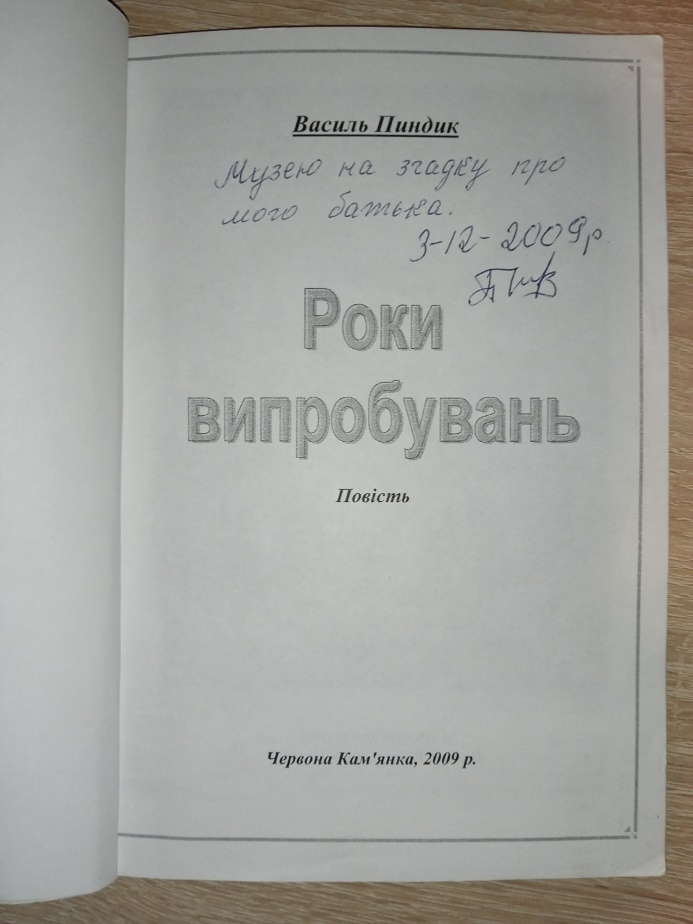 Василь Пиндик
Музею на згадку про
мого батька.
3-12-2009р
Роки
випробувань
Повість
Червона Кам'янка, 2009 р.